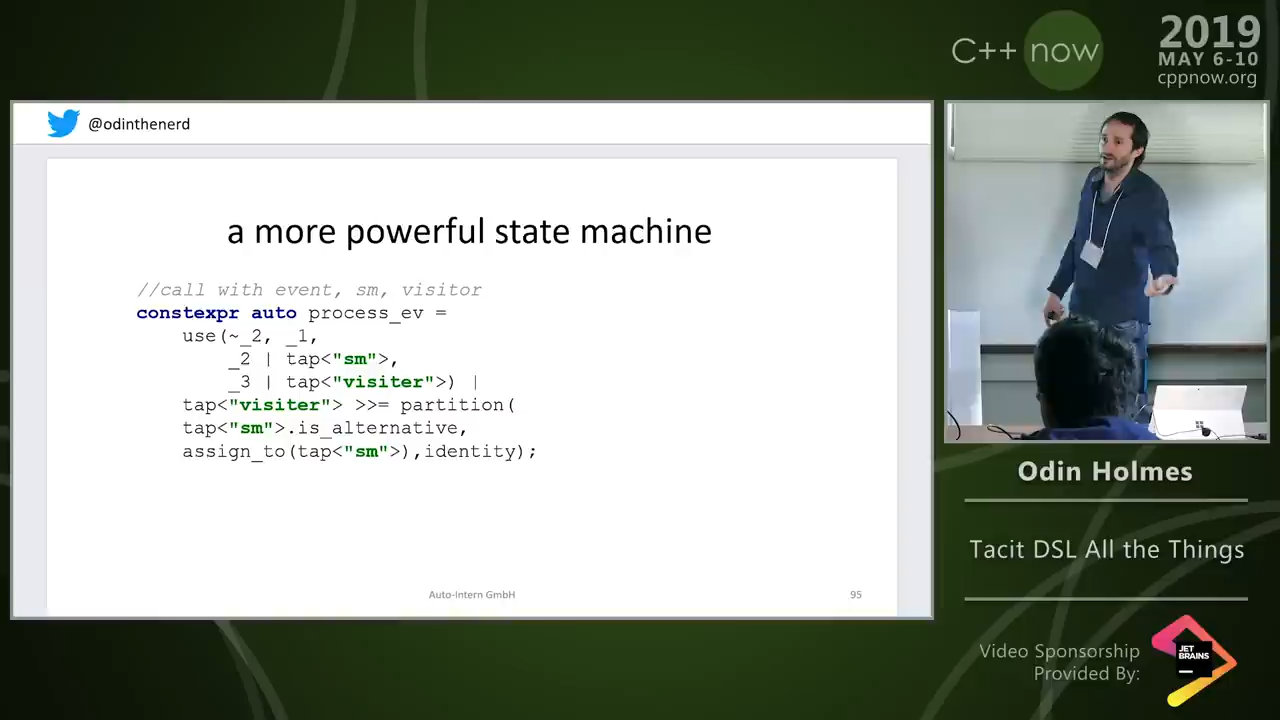 C++ now
2019
MAY 6-10
cppnow.org
@odinthenerd
a more powerful state machine
//call with event, sm, visitor
constexpr auto process_ev =
use(~_2, _1,
_2 | tap<"sm">,
_3 | tap<"visiter">) |
tap<"visiter"> >>= partition(
tap<"sm">.is_alternative,
assign_to(tap<"sm">),identity);
Auto-Intern GmbH
95
Odin Holmes
Tacit DSL All the Things
Video Sponsorship
Provided By:
JET
BRAINS